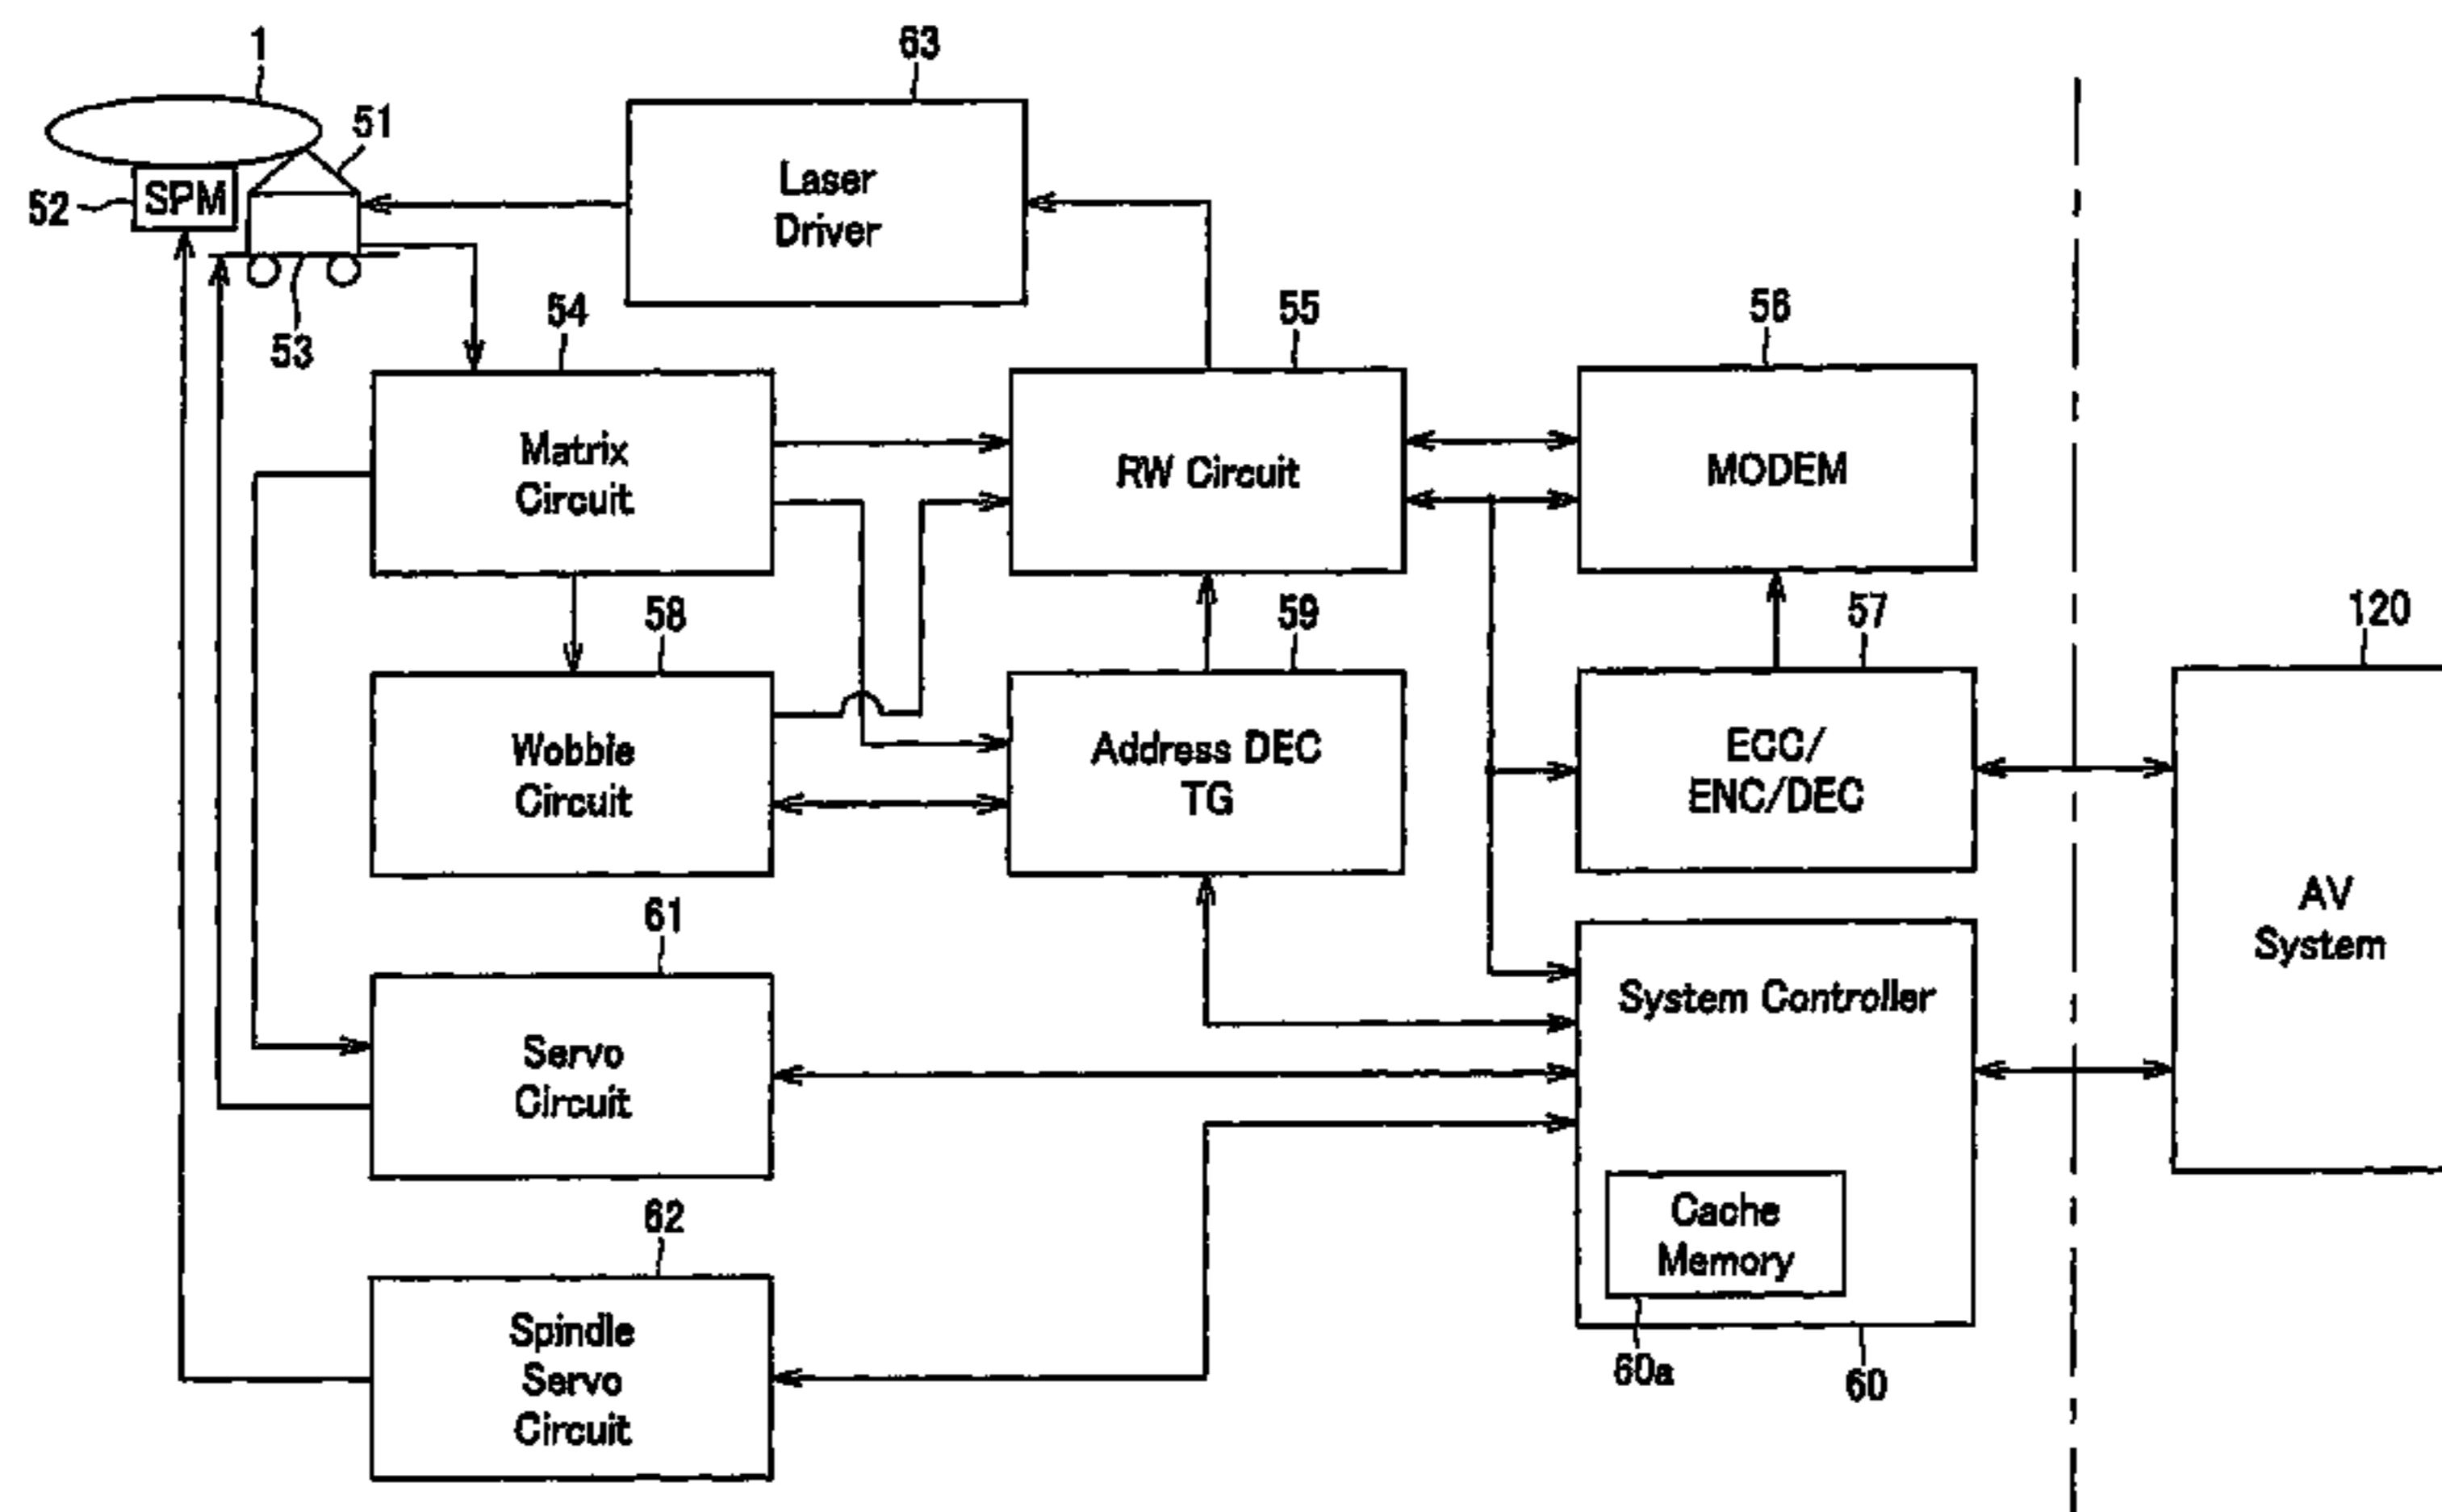 1
63
51
Laser
Driver
52
SPM
53
54
55
56
Matrix
Circuit
RW Circuit
MODEM
58
59
57
120
Wobble
Circuit
Address DEC
TG
ECC/
ENC/DEC
AV
System
61
System Controller
Servo
Circuit
62
Cache
Memory
60a
60
Spindle
Servo
Circuit